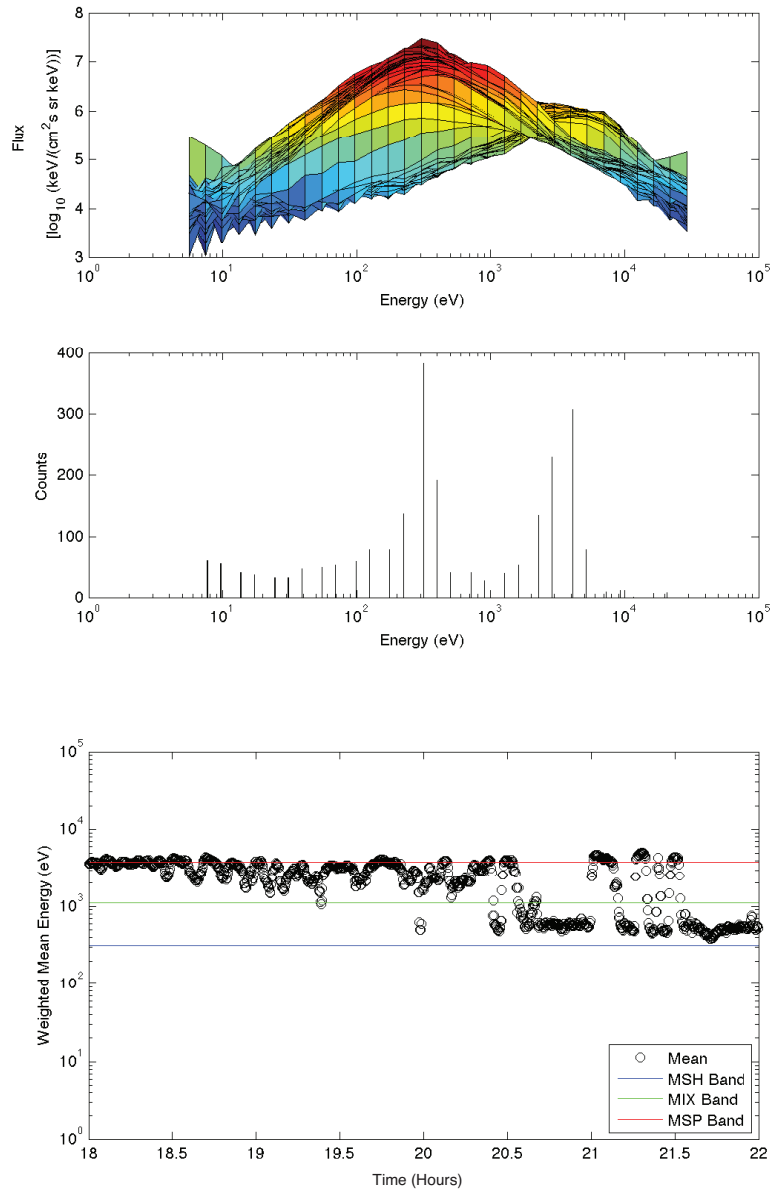 8
7
6
5
4
3
Flux
[log10 (keV/(cm2s sr keV))]
10^0 10^1 10^2 10^3 10^4 10^5
Energy (eV)
400
300
200
100
0
Counts
10^0 10^1 10^2 10^3 10^4 10^5
Energy (eV)
10^5
10^4
10^3
10^2
10^1
10^0
Weighted Mean Energy (eV)
Mean
MSH Band
MIX Band
MSP Band
18 18.5 19 19.5 20 20.5 21 21.5 22
Time (Hours)